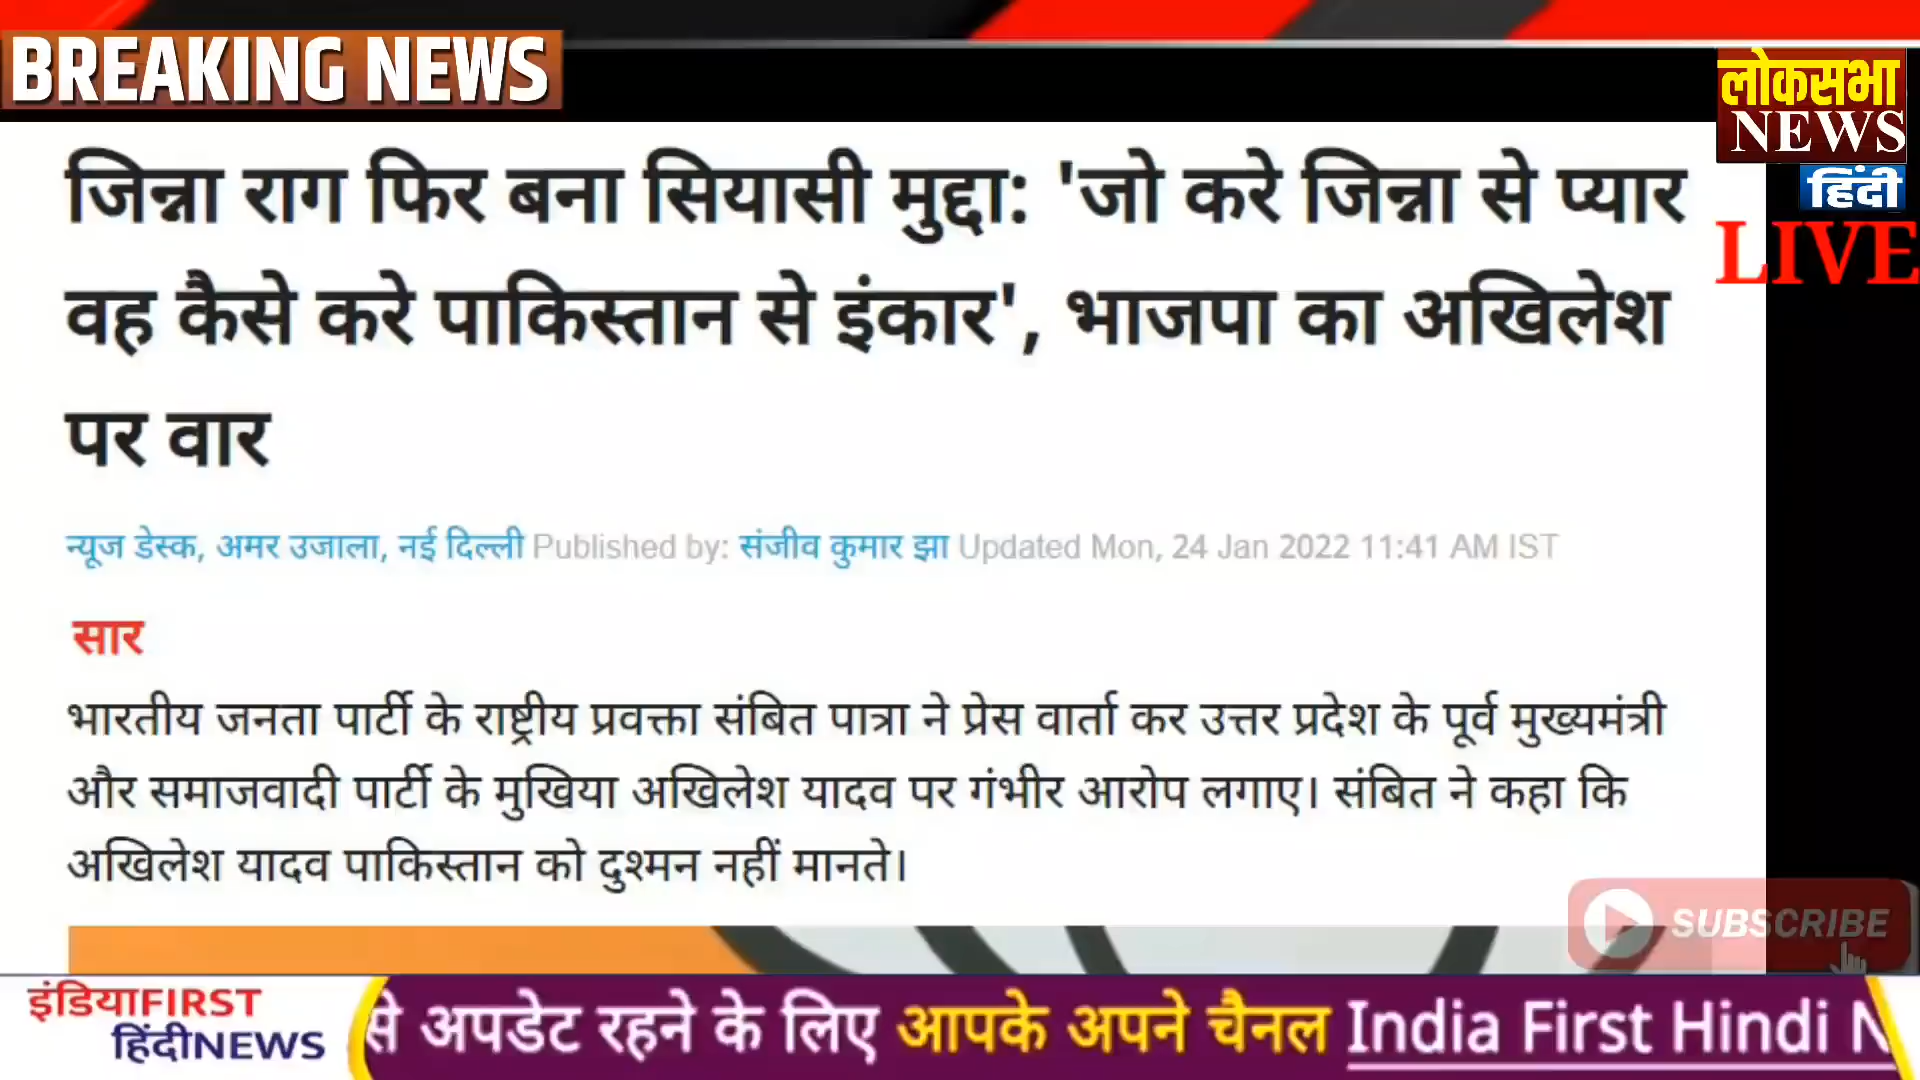 BREAKING NEWS
लोकसभा
NEWS
हिंदी
LIVE
जिन्ना राग फिर बना सियासी मुद्दा: 'जो करे जिन्ना से प्यार
वह कैसे करे पाकिस्तान से इंकार', भाजपा का अखिलेश
पर वार
न्यूज डेस्क, अमर उजाला, नई दिल्ली Published by: संजीव कुमार झा Updated Mon, 24 Jan 2022 11:41 AM IST
सार
भारतीय जनता पार्टी के राष्ट्रीय प्रवक्ता संबित पात्रा ने प्रेस वार्ता कर उत्तर प्रदेश के पूर्व मुख्यमंत्री
और समाजवादी पार्टी के मुखिया अखिलेश यादव पर गंभीर आरोप लगाए। संबित ने कहा कि
अखिलेश यादव पाकिस्तान को दुश्मन नहीं मानते।
SUBSCRIBE
इंडियाFIRST
हिंदीNEWS
से अपडेट रहने के लिए आपके अपने चैनल India First Hindi N